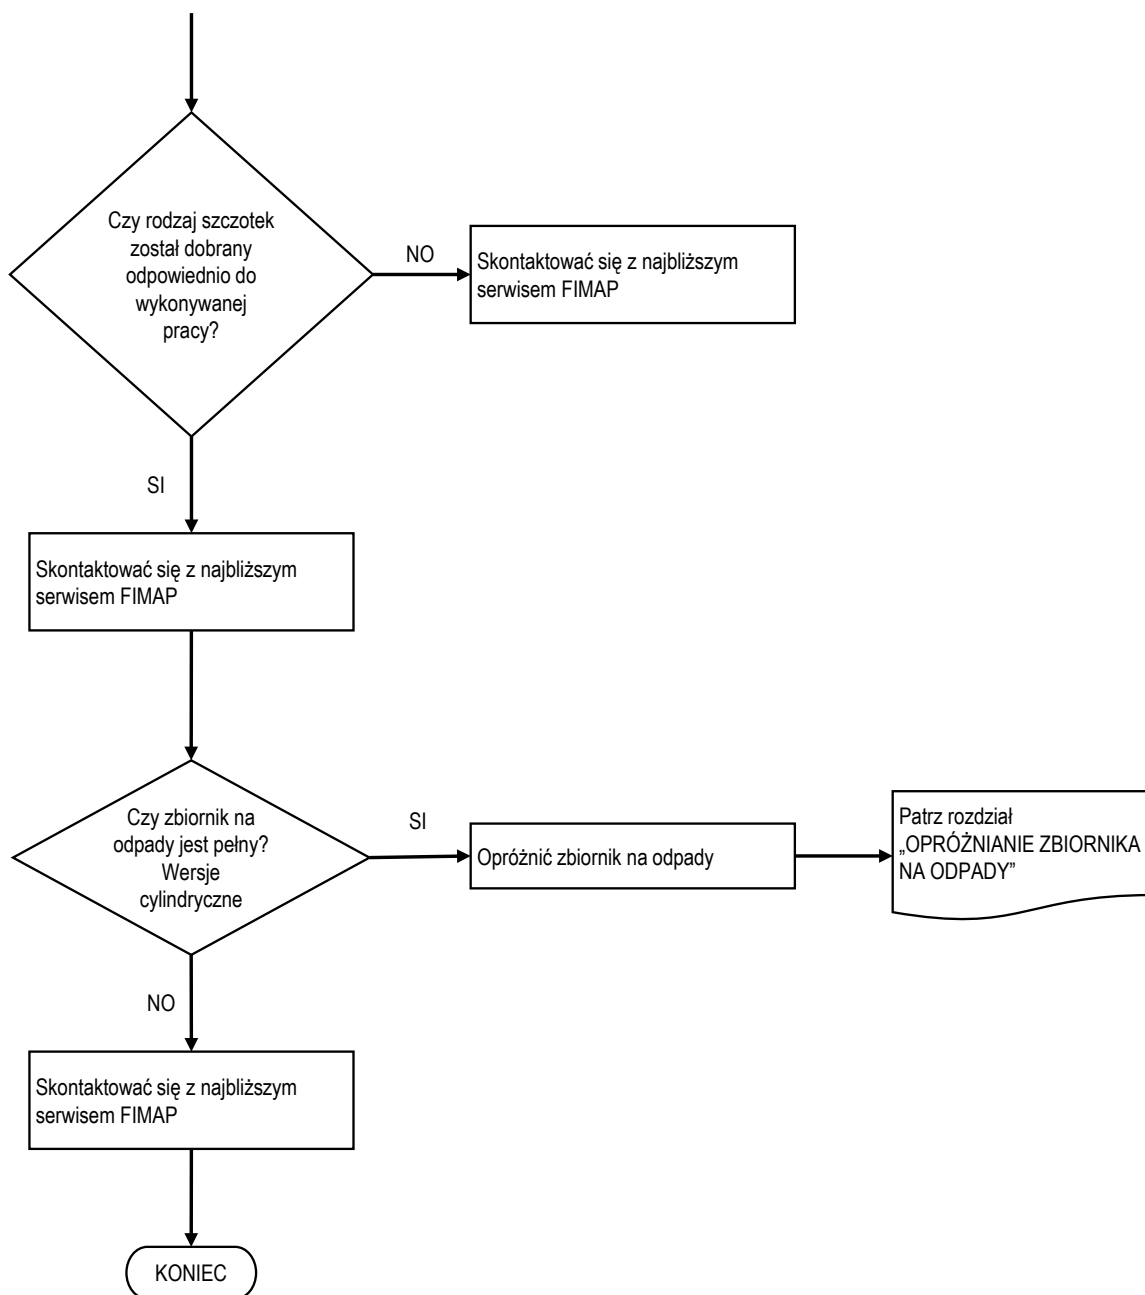 Czy rodzaj szczotek
został dobrany
odpowiednio do
wykonywanej
pracy?
NO
Skontaktować się z najbliższym
serwisem FIMAP
SI
Skontaktować się z najbliższym
serwisem FIMAP
Czy zbiornik na
odpady jest pełny?
Wersje
cylindryczne
SI
Opróżnić zbiornik na odpady
Patrz rozdział
„OPRÓŻNIANIE ZBIORNIKA
NA ODPADY”
NO
Skontaktować się z najbliższym
serwisem FIMAP
KONIEC